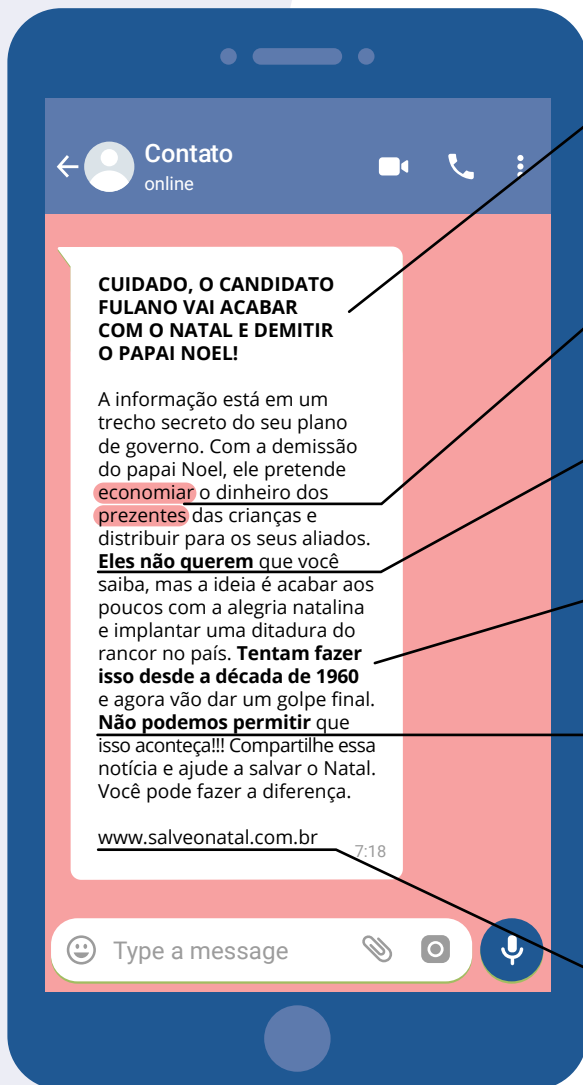 Contato
online
CUIDADO, O CANDIDATO
FULANO VAI ACABAR
COM O NATAL E DEMITIR
O PAPAI NOEL!
A informação está em um
trecho secreto do seu plano
de governo. Com a demissão
do papai Noel, ele pretende
economiar o dinheiro dos
prezentes das crianças e
distribuir para os seus aliados.
Eles não querem que você
saiba, mas a ideia é acabar aos
poucos com a alegria natalina
e implantar uma ditadura do
rancor no país. Tentam fazer
isso desde a década de 1960
e agora vão dar um golpe final.
Não podemos permitir que
isso aconteça!!! Compartilhe essa
notícia e ajude a salvar o Natal.
Você pode fazer a diferença.
www.salveonatal.com.br
7:18
Type a message